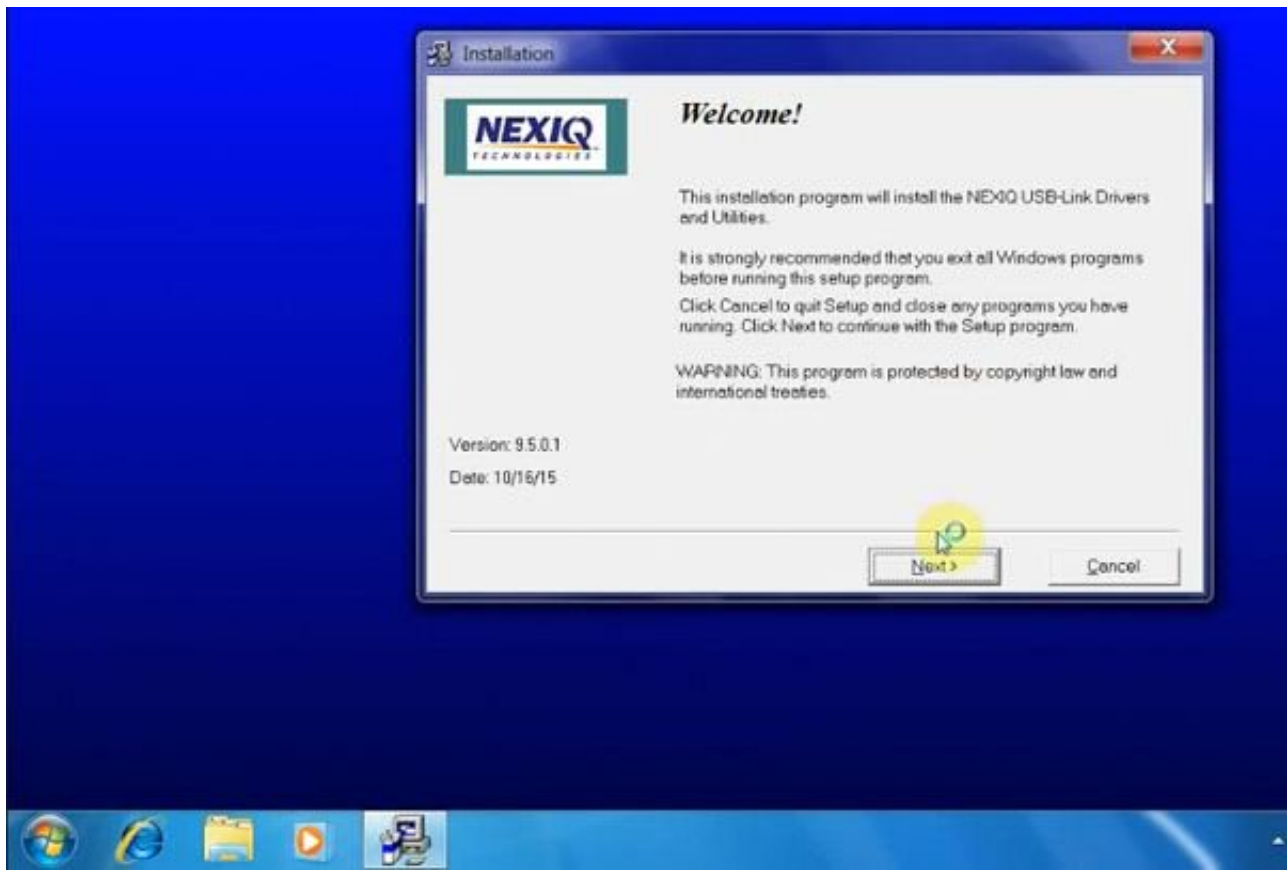 Installation
NEXIQ
TECHNOLOGIES
Welcome!
This installation program will install the NEXIQ USB-Link Drivers
and Utilities.
It is strongly recommended that you exit all Windows programs
before running this setup program.
Click Cancel to quit Setup and close any programs you have
running. Click Next to continue with the Setup program.
WARNING: This program is protected by copyright law and
international treaties.
Version: 9.5.0.1
Date: 10/16/15
Next >
Cancel